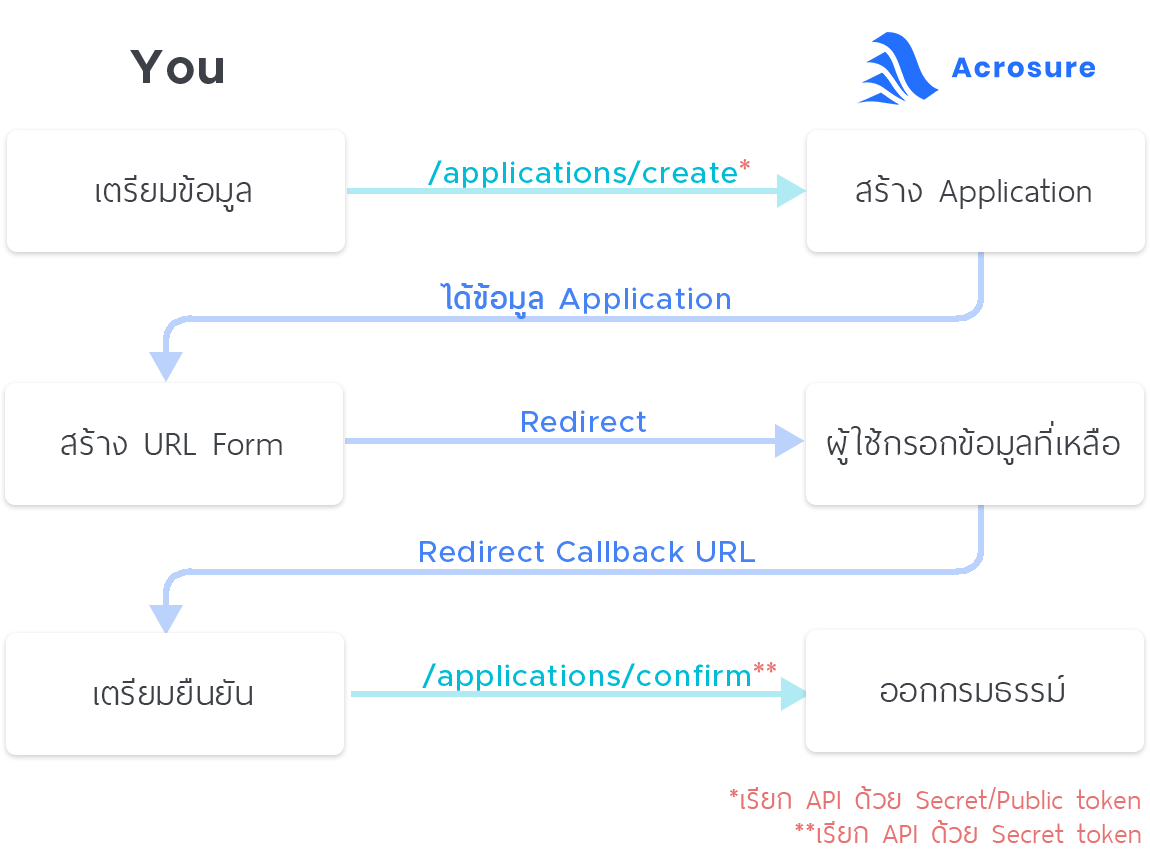 You
Acrosure
เตรียมข้อมูล
/applications/create*
สร้าง Application
ได้ข้อมูล Application
สร้าง URL Form
Redirect
ผู้ใช้กรอกข้อมูลที่เหลือ
Redirect Callback URL
เตรียมยืนยัน
/applications/confirm**
ออกกรมธรรม์
*เรียก API ด้วย Secret/Public token
**เรียก API ด้วย Secret token